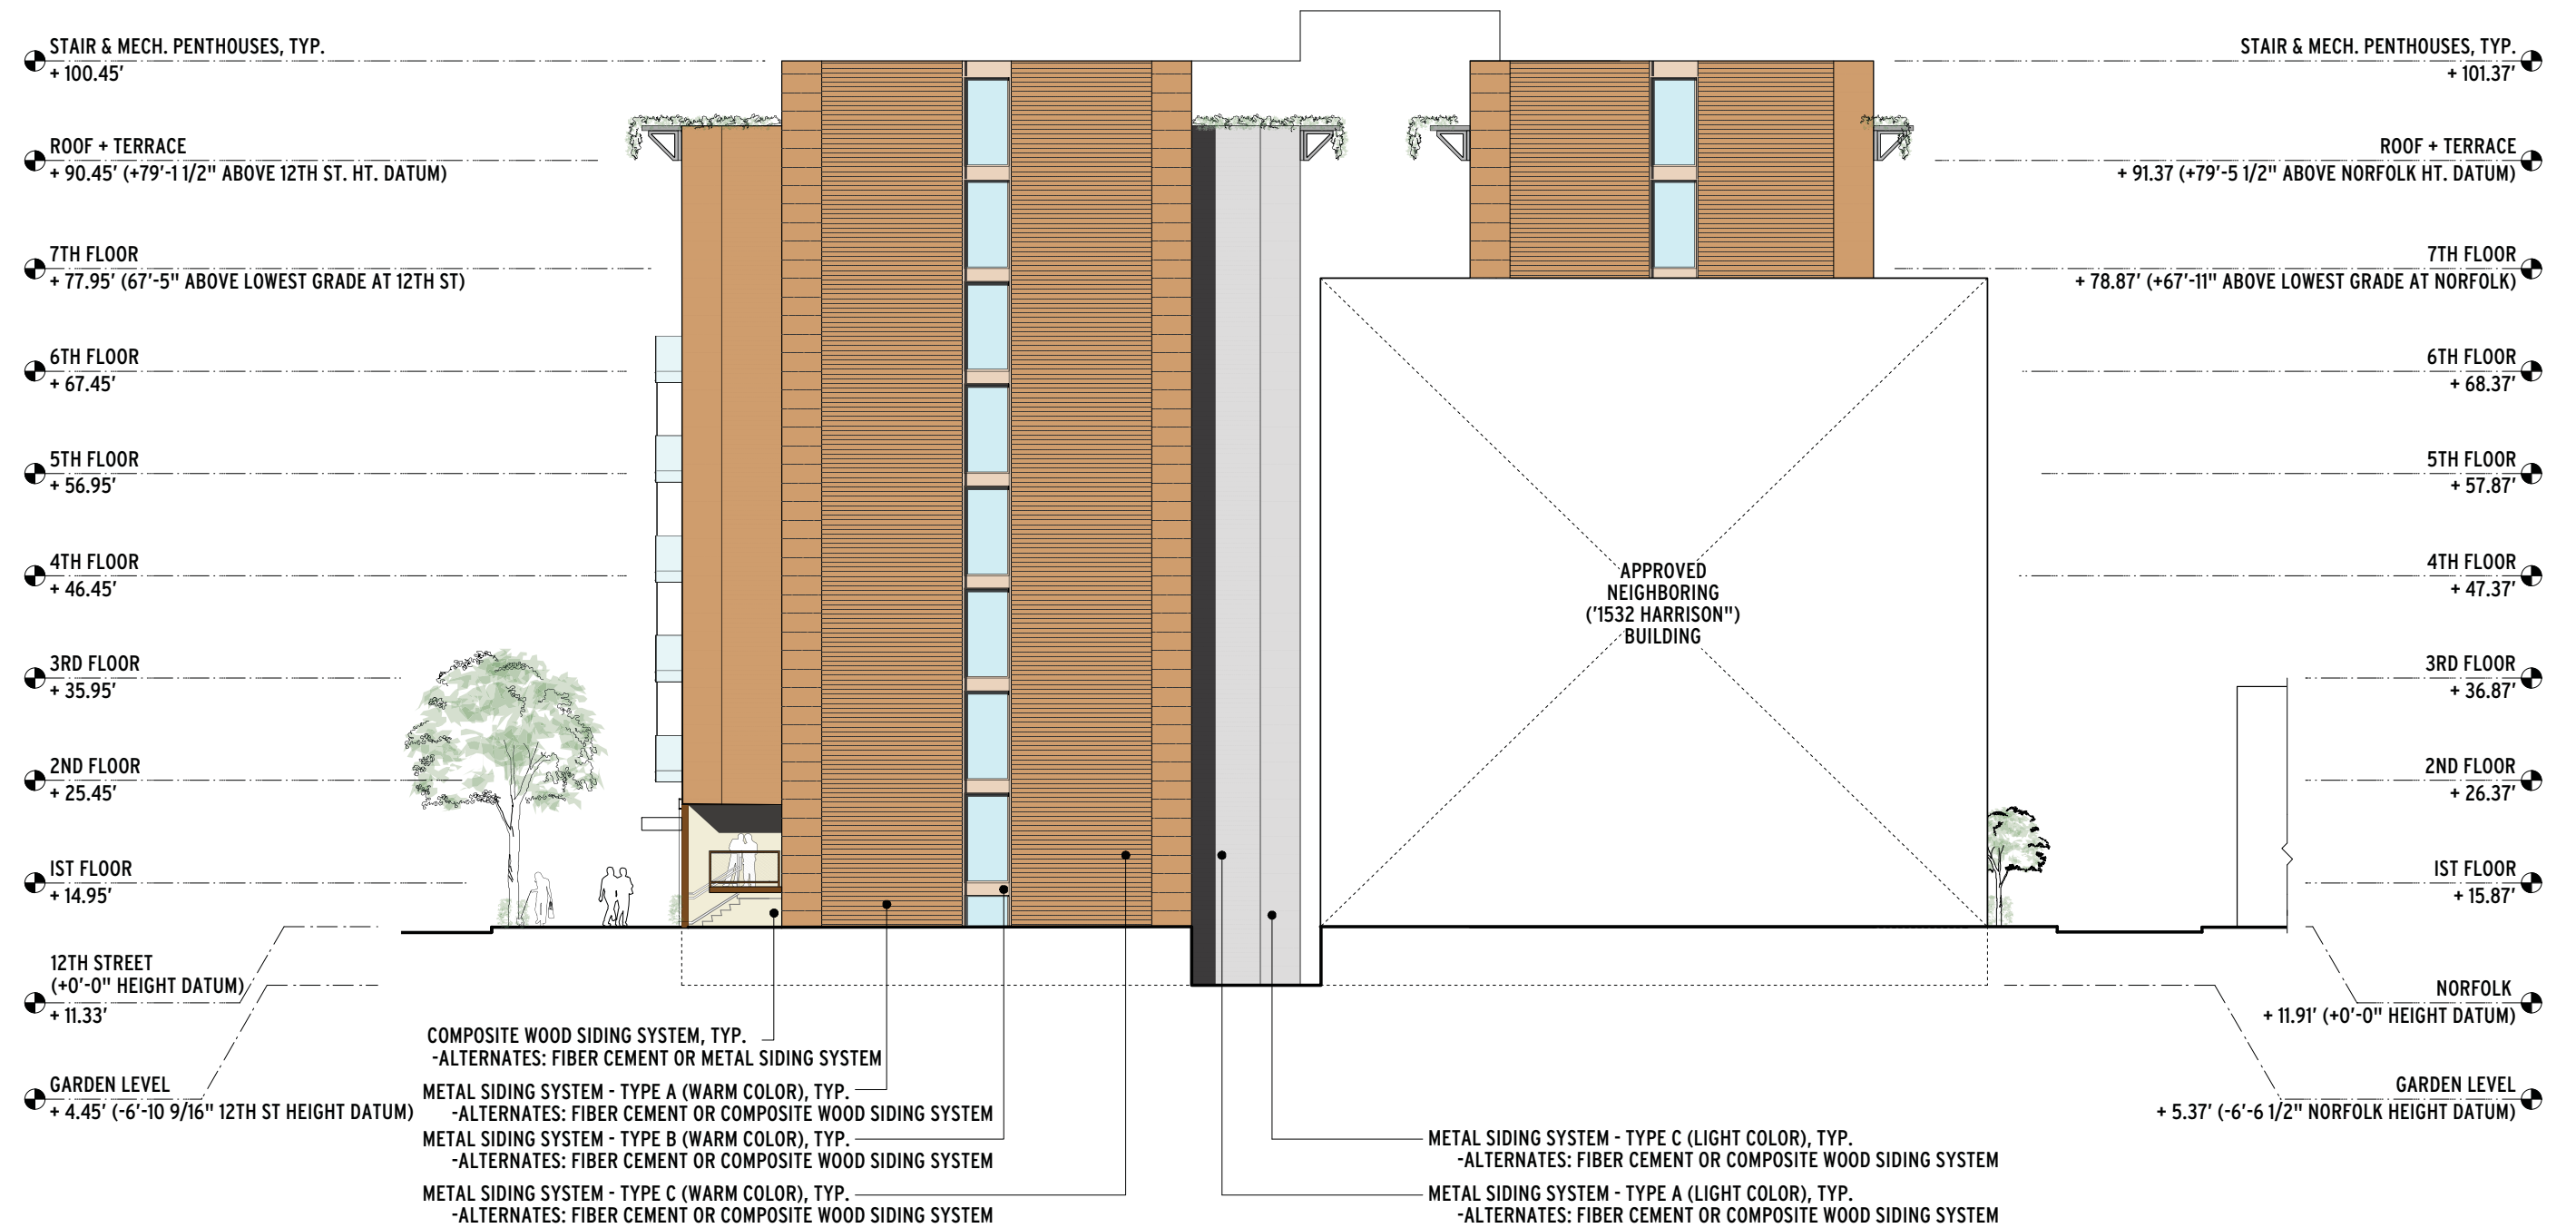 STAIR & MECH. PENTHOUSES, TYP.
+ 100.45'
ROOF + TERRACE
+ 90.45' (+79'-1 1/2" ABOVE 12TH ST. HT. DATUM)
7TH FLOOR
+ 77.95' (67'-5" ABOVE LOWEST GRADE AT 12TH ST)
6TH FLOOR
+ 67.45'
5TH FLOOR
+ 56.95'
4TH FLOOR
+ 46.45'
3RD FLOOR
+ 35.95'
2ND FLOOR
+ 25.45'
1ST FLOOR
+ 14.95'
12TH STREET
(+0'-0" HEIGHT DATUM)
+ 11.33'
GARDEN LEVEL
+ 4.45' (-6'-10 9/16" 12TH ST HEIGHT DATUM)
COMPOSITE WOOD SIDING SYSTEM, TYP.
-ALTERNATES: FIBER CEMENT OR METAL SIDING SYSTEM
METAL SIDING SYSTEM - TYPE A (WARM COLOR), TYP.
-ALTERNATES: FIBER CEMENT OR COMPOSITE WOOD SIDING SYSTEM
METAL SIDING SYSTEM - TYPE B (WARM COLOR), TYP.
-ALTERNATES: FIBER CEMENT OR COMPOSITE WOOD SIDING SYSTEM
METAL SIDING SYSTEM - TYPE C (WARM COLOR), TYP.
-ALTERNATES: FIBER CEMENT OR COMPOSITE WOOD SIDING SYSTEM
APPROVED
NEIGHBORING
('1532 HARRISON")
BUILDING
METAL SIDING SYSTEM - TYPE C (LIGHT COLOR), TYP.
-ALTERNATES: FIBER CEMENT OR COMPOSITE WOOD SIDING SYSTEM
METAL SIDING SYSTEM - TYPE A (LIGHT COLOR), TYP.
-ALTERNATES: FIBER CEMENT OR COMPOSITE WOOD SIDING SYSTEM
STAIR & MECH. PENTHOUSES, TYP.
+ 101.37'
ROOF + TERRACE
+ 91.37 (+79'-5 1/2" ABOVE NORFOLK HT. DATUM)
7TH FLOOR
+ 78.87' (+67'-11" ABOVE LOWEST GRADE AT NORFOLK)
6TH FLOOR
+ 68.37'
5TH FLOOR
+ 57.87'
4TH FLOOR
+ 47.37'
3RD FLOOR
+ 36.87'
2ND FLOOR
+ 26.37'
1ST FLOOR
+ 15.87'
NORFOLK
+ 11.91' (+0'-0" HEIGHT DATUM)
GARDEN LEVEL
+ 5.37' (-6'-6 1/2" NORFOLK HEIGHT DATUM)